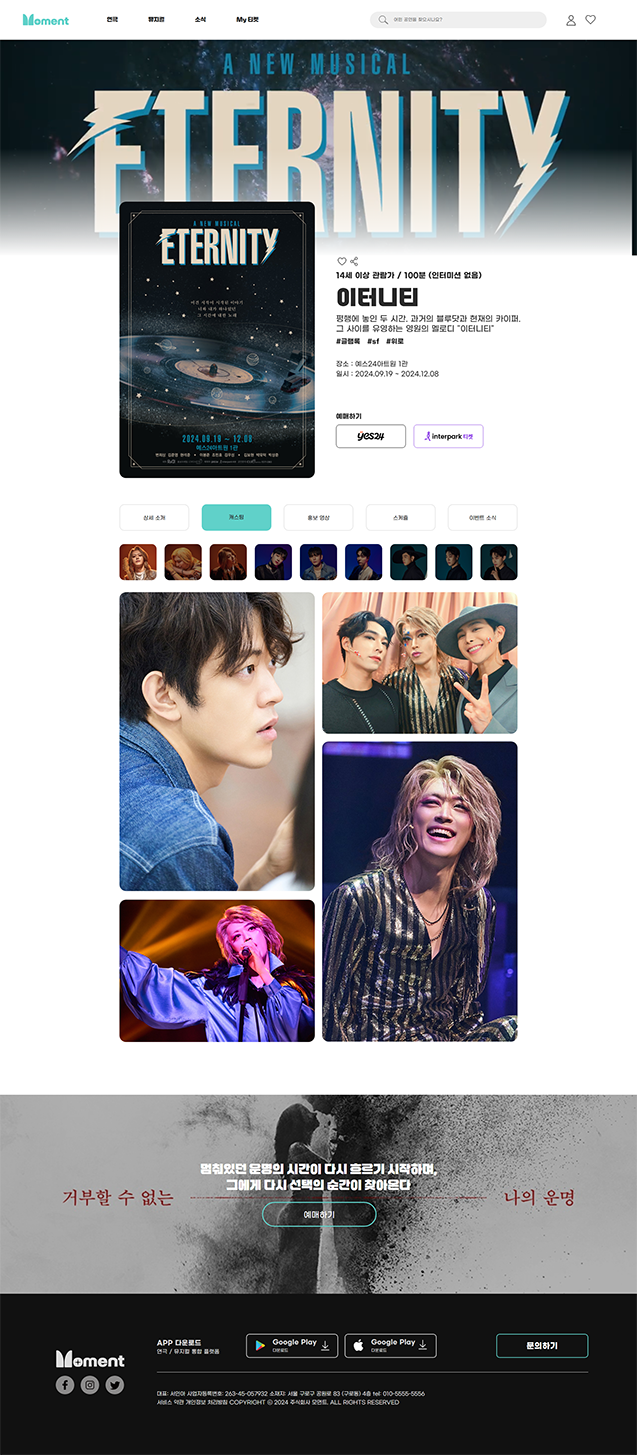 Moment
연극
뮤지컬
소식
My 티켓
어떤 공연을 찾으시나요?
A NEW MUSICAL
ETERNITY
A NEW MUSICAL
ETERNITY
2024.09.19 ~ 12.08
예스24아트원 1관
14세 이상 관람가 / 100분 (인터미션 없음)
이터니티
평행에 놓인 두 시간. 과거의 블루닷과 현재의 카이퍼.
그 사이를 유영하는 영원의 멜로디 "이터니티"
#글램록 #sf #위로
장소 : 예스24아트원 1관
일시 : 2024.09.19 ~ 2024.12.08
예매하기
yes24
interpark 티켓
상세 소개
캐스팅
홍보 영상
스케줄
이벤트 소식
멈춰있던 운명의 시간이 다시 흐르기 시작하며,
그에게 다시 선택의 순간이 찾아온다
거부할 수 없는
나의 운명
예매하기
Moment
APP 다운로드
연극 / 뮤지컬 통합 플랫폼
Google Play
다운로드
Google Play
다운로드
문의하기
대표: 서인아 사업자등록번호: 263-45-057932 소재지: 서울 구로구 공원로 83 (구로동) 4층 tel: 010-5555-5556
서비스 약관 개인정보 처리방침 COPYRIGHT ⓒ 2024 주식회사 모먼트. ALL RIGHTS RESERVED